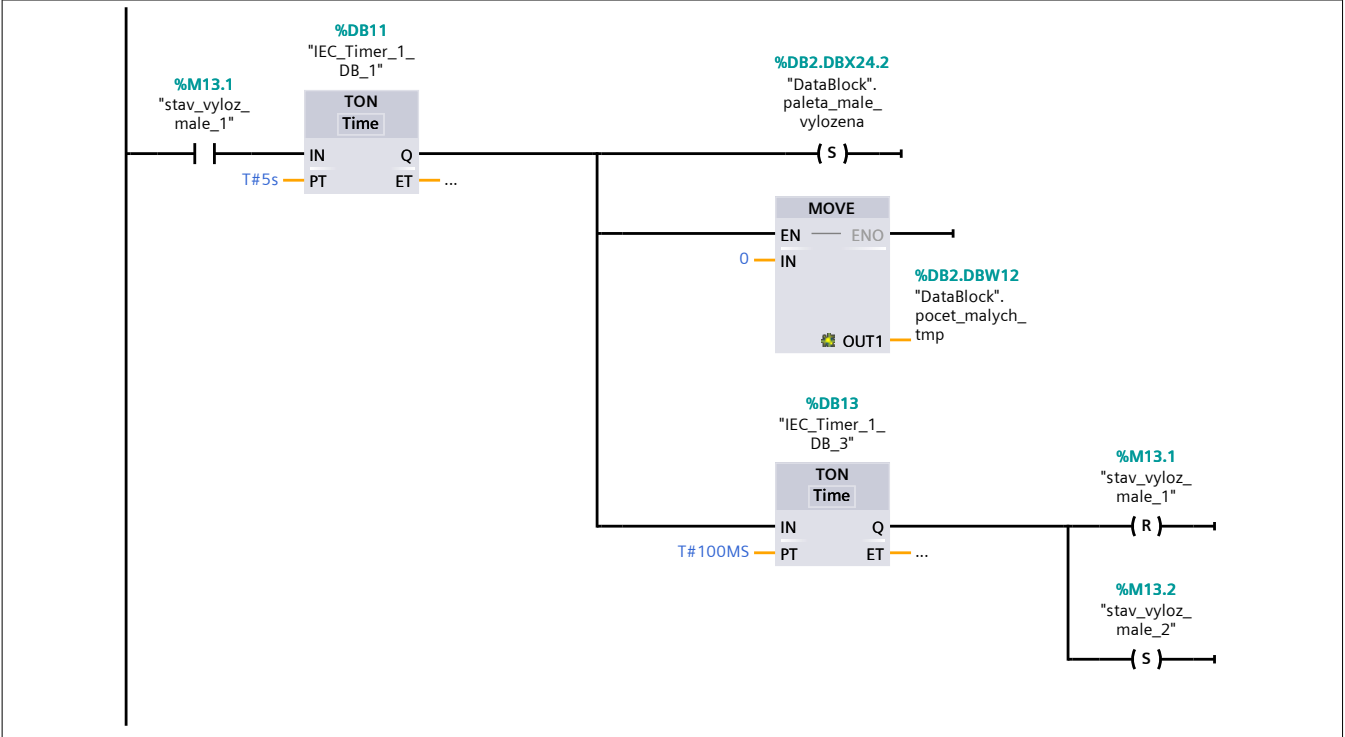 %DB11
"IEC_Timer_1_
DB_1"
%M13.1
"stav_vyloz_
male_1"
TON
Time
IN
Q
T#5s
PT
ET
...
%DB2.DBX24.2
"DataBlock".
paleta_male_
vylozena
S
MOVE
EN
ENO
0
IN
%DB2.DBW12
"DataBlock".
pocet_malych_
tmp
OUT1
%DB13
"IEC_Timer_1_
DB_3"
TON
Time
IN
Q
T#100MS
PT
ET
...
%M13.1
"stav_vyloz_
male_1"
R
%M13.2
"stav_vyloz_
male_2"
S